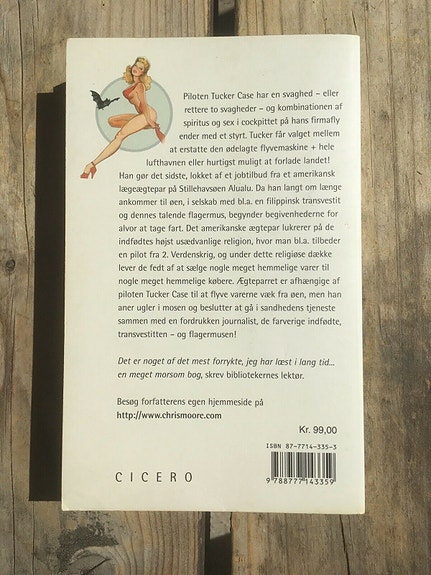 Piloten Tucker Case har en svaghed – eller
rettere to svagheder – og kombinationen af
spiritus og sex i cockpittet på hans firmafly
ender med et styrt. Tucker får valget mellem
at erstatte den ødelagte flyvemaskine + hele
lufthavnen eller hurtigst muligt at forlade landet!
Han gør det sidste, lokket af et jobtilbud fra et amerikansk
lægeægtepar på Stillehavsøen Alualu. Da han langt om længe
ankommer til øen, i selskab med bl.a. en filippinsk transvestit
og dennes talende flagermus, begynder begivenhederne for
alvor at tage fart. Det amerikanske ægtepar lukrerer på de
indfødtes højst usædvanlige religion, hvor man bl.a. tilbeder
en pilot fra 2. Verdenskrig, og under dette religiøse dække
lever de fedt af at sælge nogle meget hemmelige varer til
nogle meget hemmelige købere. Ægteparret er afhængige af
piloten Tucker Case til at flyve varerne væk fra øen, men han
aner ugler i mosen og beslutter at gå i sandhedens tjeneste
sammen med en fordrukken journalist, de farverige indfødte,
transvestitten – og flagermusen!
Det er noget af det mest forrykte, jeg har læst i lang tid...
en meget morsom bog, skrev bibliotekernes lektør.
Besøg forfatterens egen hjemmeside på
http://www.chrismoore.com/
Kr. 99,00
ISBN 87-7714-335-3
9 788777 143359
CICERO